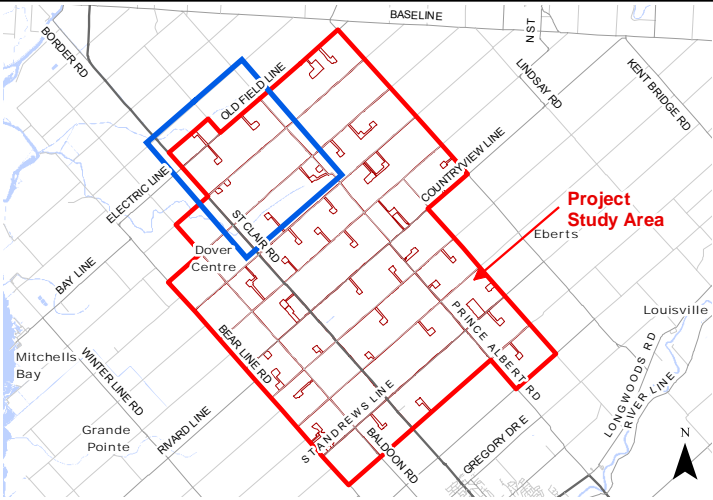 BASELINE
BORDER RD
N ST
LINDSAY RD
KENT BRIDGE RD
OLD FIELD LINE
COUNTRYVIEW LINE
ELECTRIC LINE
Project
Study Area
ST CLAIR RD
Eberts
Dover
Centre
BAY LINE
Louisville
PRINCE ALBERT RD
BEAR LINE RD
LONGWOODS RD
RIVER LINE
Mitchells
Bay
WINTER LINE RD
Grande
Pointe
RIVARD LINE
ST ANDREWS LINE
BALDOON RD
GREGORY DR E
N